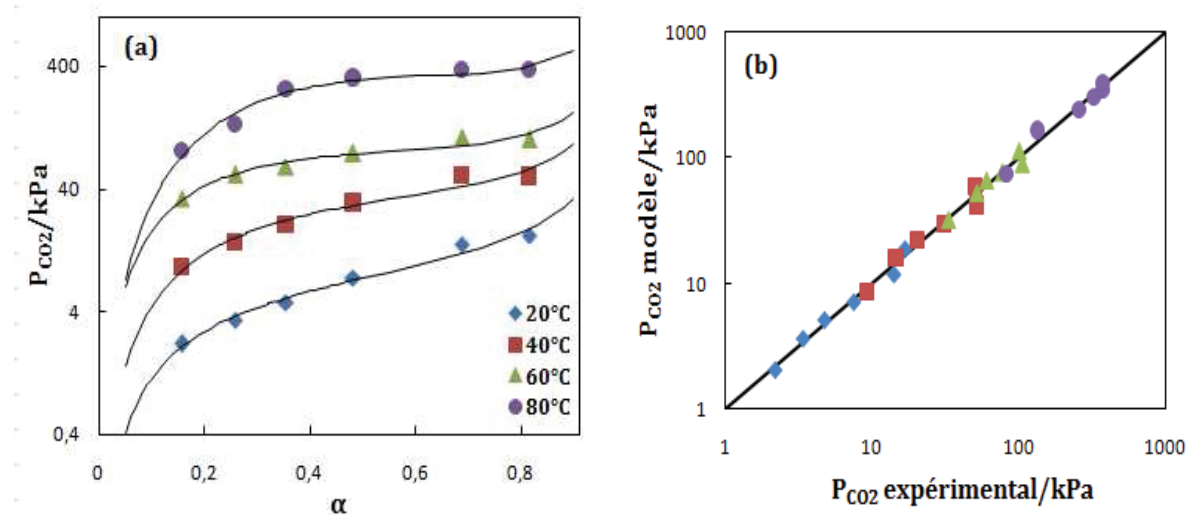 (a)
P_CO2/kPa
400
40
4
0,4
0
0,2
0,4
0,6
0,8
α
20°C
40°C
60°C
80°C
(b)
P_CO2 modèle/kPa
1000
100
10
1
1
10
100
1000
P_CO2 expérimental/kPa